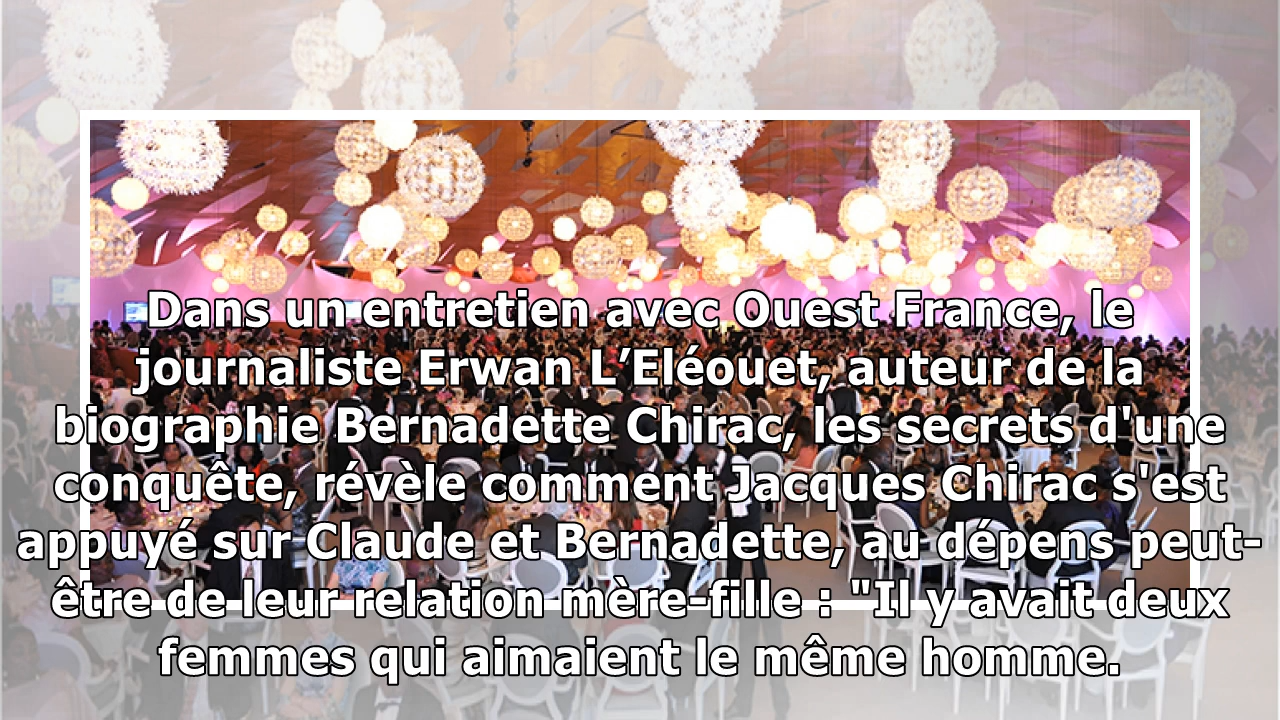 Dans un entretien avec Ouest France, le
journaliste Erwan L’Eléouet, auteur de la
biographie Bernadette Chirac, les secrets d'une
conquête, révèle comment Jacques Chirac s'est
appuyé sur Claude et Bernadette, au dépens peut-
être de leur relation mère-fille : "Il y avait deux
femmes qui aimaient le même homme.